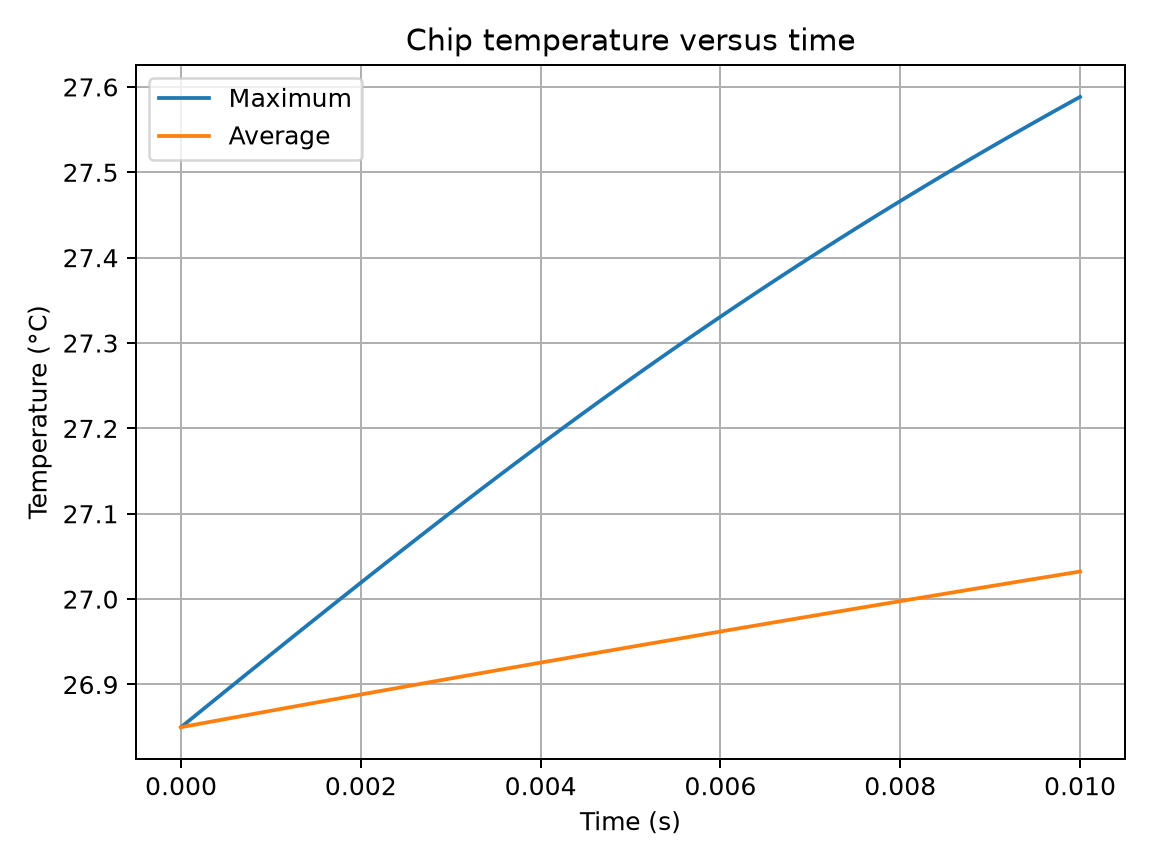 Chip temperature versus time
Maximum
Average
Temperature (°C)
27.6
27.5
27.4
27.3
27.2
27.1
27.0
26.9
0.000 0.002 0.004 0.006 0.008 0.010
Time (s)